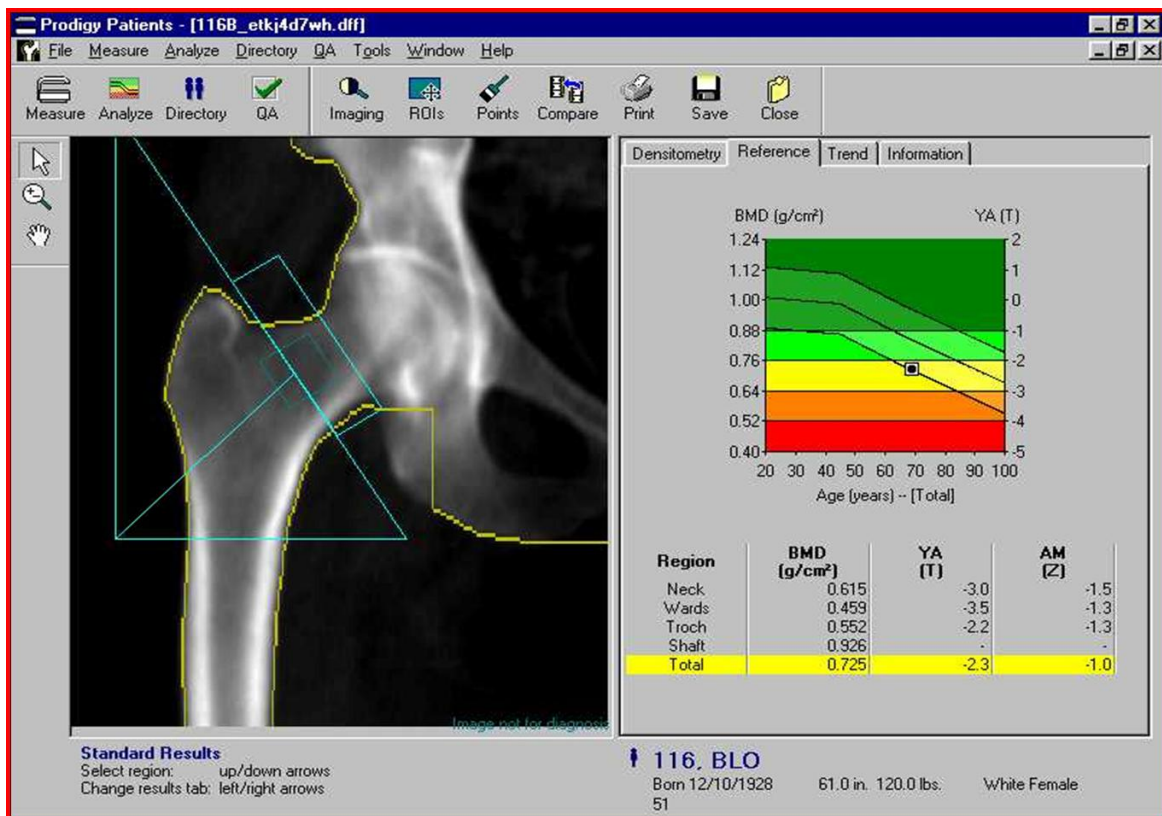 Prodigy Patients - [116B_etkj4d7wh.dff]
File Measure Analyze Directory QA Tools Window Help
Measure Analyze Directory QA Imaging ROIs Points Compare Print Save Close
Densitometry Reference Trend Information
BMD (g/cm²) YA (T)
1.24 2
1.12 1
1.00 0
0.88 -1
0.76 -2
0.64 -3
0.52 -4
0.40 -5
20 30 40 50 60 70 80 90 100
Age (years) -- [Total]
Region BMD (g/cm²) YA (T) AM (Z)
Neck 0.615 -3.0 -1.5
Wards 0.459 -3.5 -1.3
Troch 0.552 -2.2 -1.3
Shaft 0.926 - -
Total 0.725 -2.3 -1.0
Image not for diagnosis
Standard Results
Select region: up/down arrows
Change results tab: left/right arrows
116, BLO
Born 12/10/1928 61.0 in. 120.0 lbs. White Female
51